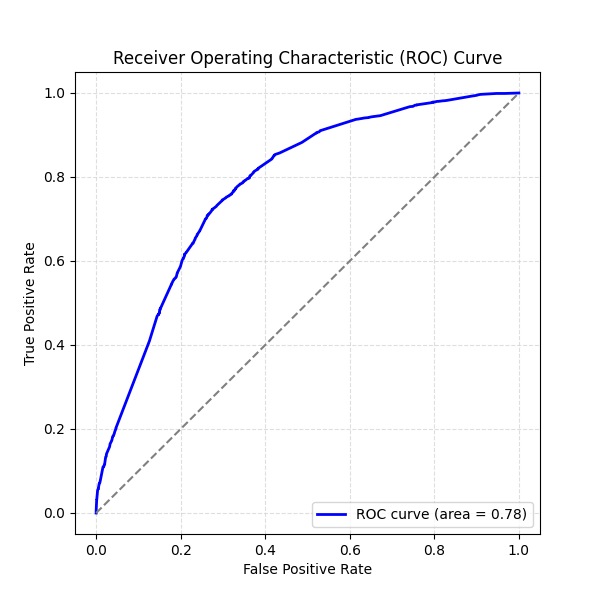 Receiver Operating Characteristic (ROC) Curve
True Positive Rate
1.0
0.8
0.6
0.4
0.2
0.0
ROC curve (area = 0.78)
0.0 0.2 0.4 0.6 0.8 1.0
False Positive Rate